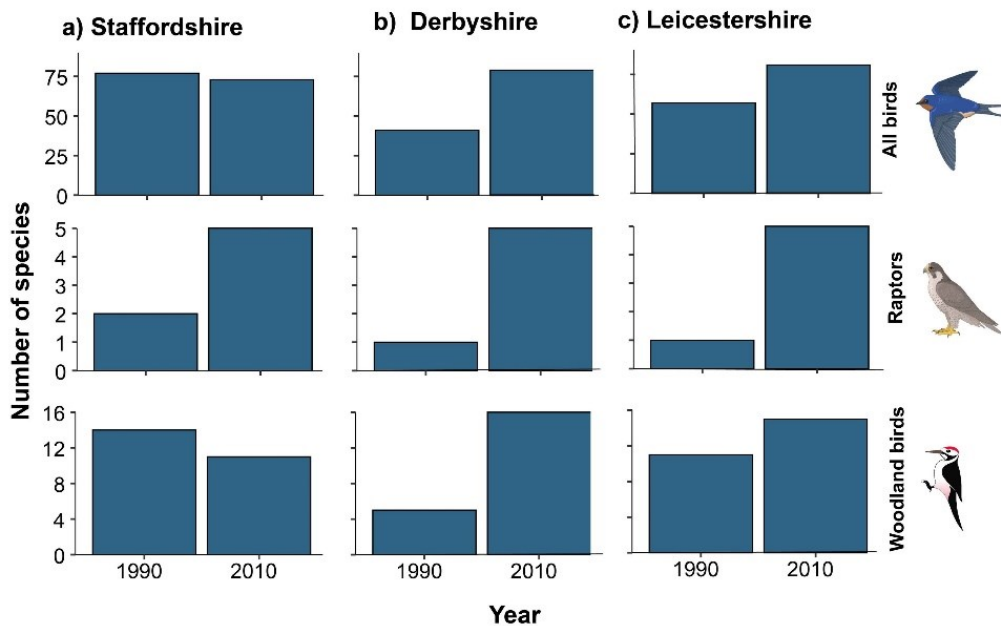 a) Staffordshire
b) Derbyshire
c) Leicestershire
75
50
25
0
All birds
Number of species
5
4
3
2
1
0
Raptors
16
12
8
4
0
Woodland birds
1990 2010
1990 2010
1990 2010
Year